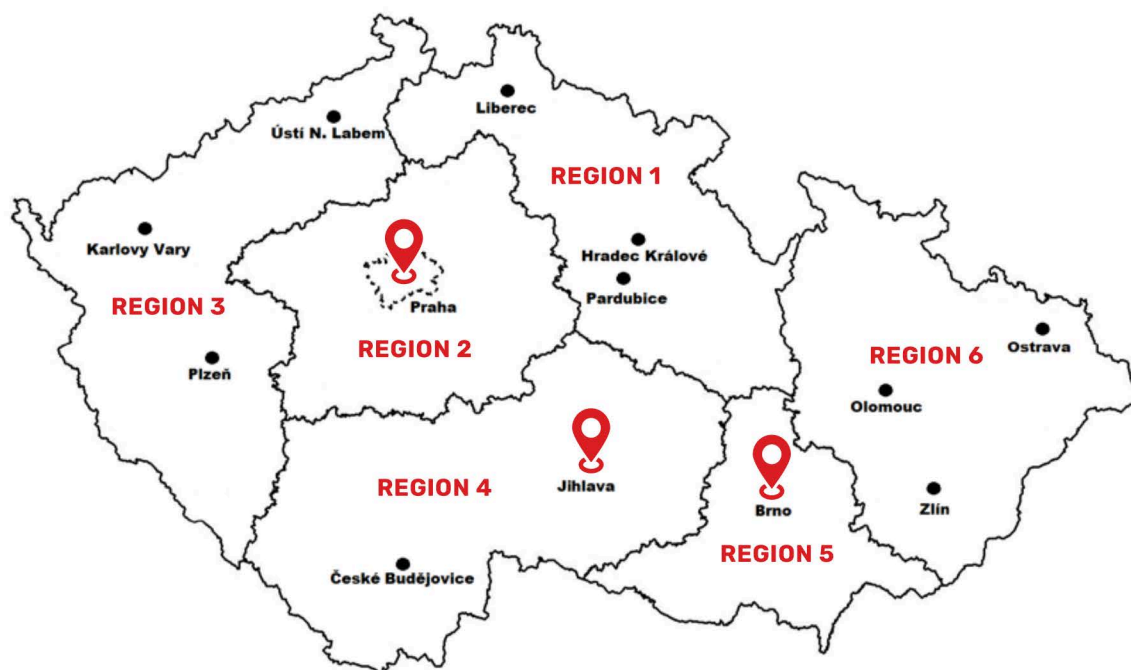 Liberec
Ústí N. Labem
REGION 1
Karlovy Vary
Hradec Králové
Pardubice
REGION 3
Praha
REGION 2
Ostrava
REGION 6
Plzeň
Olomouc
Jihlava
REGION 4
Brno
Zlín
REGION 5
České Budějovice